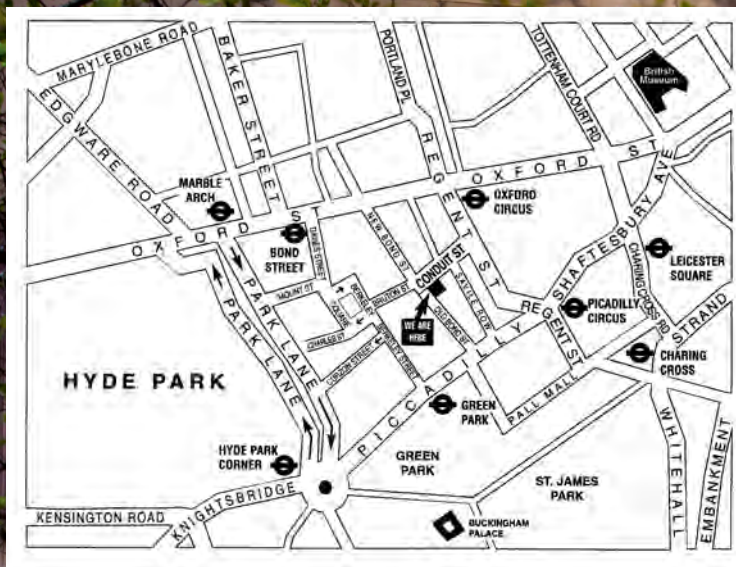 MARYLEBONE ROAD
BAKER STREET
PORTLAND PL
TOTTENHAM COURT RD
British
Museum
EDGWARE ROAD
REGENT ST
OXFORD ST
MARBLE
ARCH
OXFORD
CIRCUS
SHAFTESBURY AVE
OXFORD S
BOND
STREET
DAVIES STREET
NEW BOND ST
CONDUIT ST
CHARING CROSS RD
LEICESTER
SQUARE
MOUNT ST
BERKELEY
SQUARE
BRUTON ST
SAVILE ROW
PARK LANE
PARK LANE
WE ARE
HERE
OLD BOND ST
REGENT ST
PICADILLY
CIRCUS
STRAND
CHARLES ST
CURZON STREET
BERKELEY STREET
CHARING
CROSS
HYDE PARK
PICCADILLY
PALL MALL
GREEN
PARK
WHITEHALL
EMBANKMENT
HYDE PARK
CORNER
GREEN
PARK
ST. JAMES
PARK
KENSINGTON ROAD
KNIGHTSBRIDGE
BUCKINGHAM
PALACE